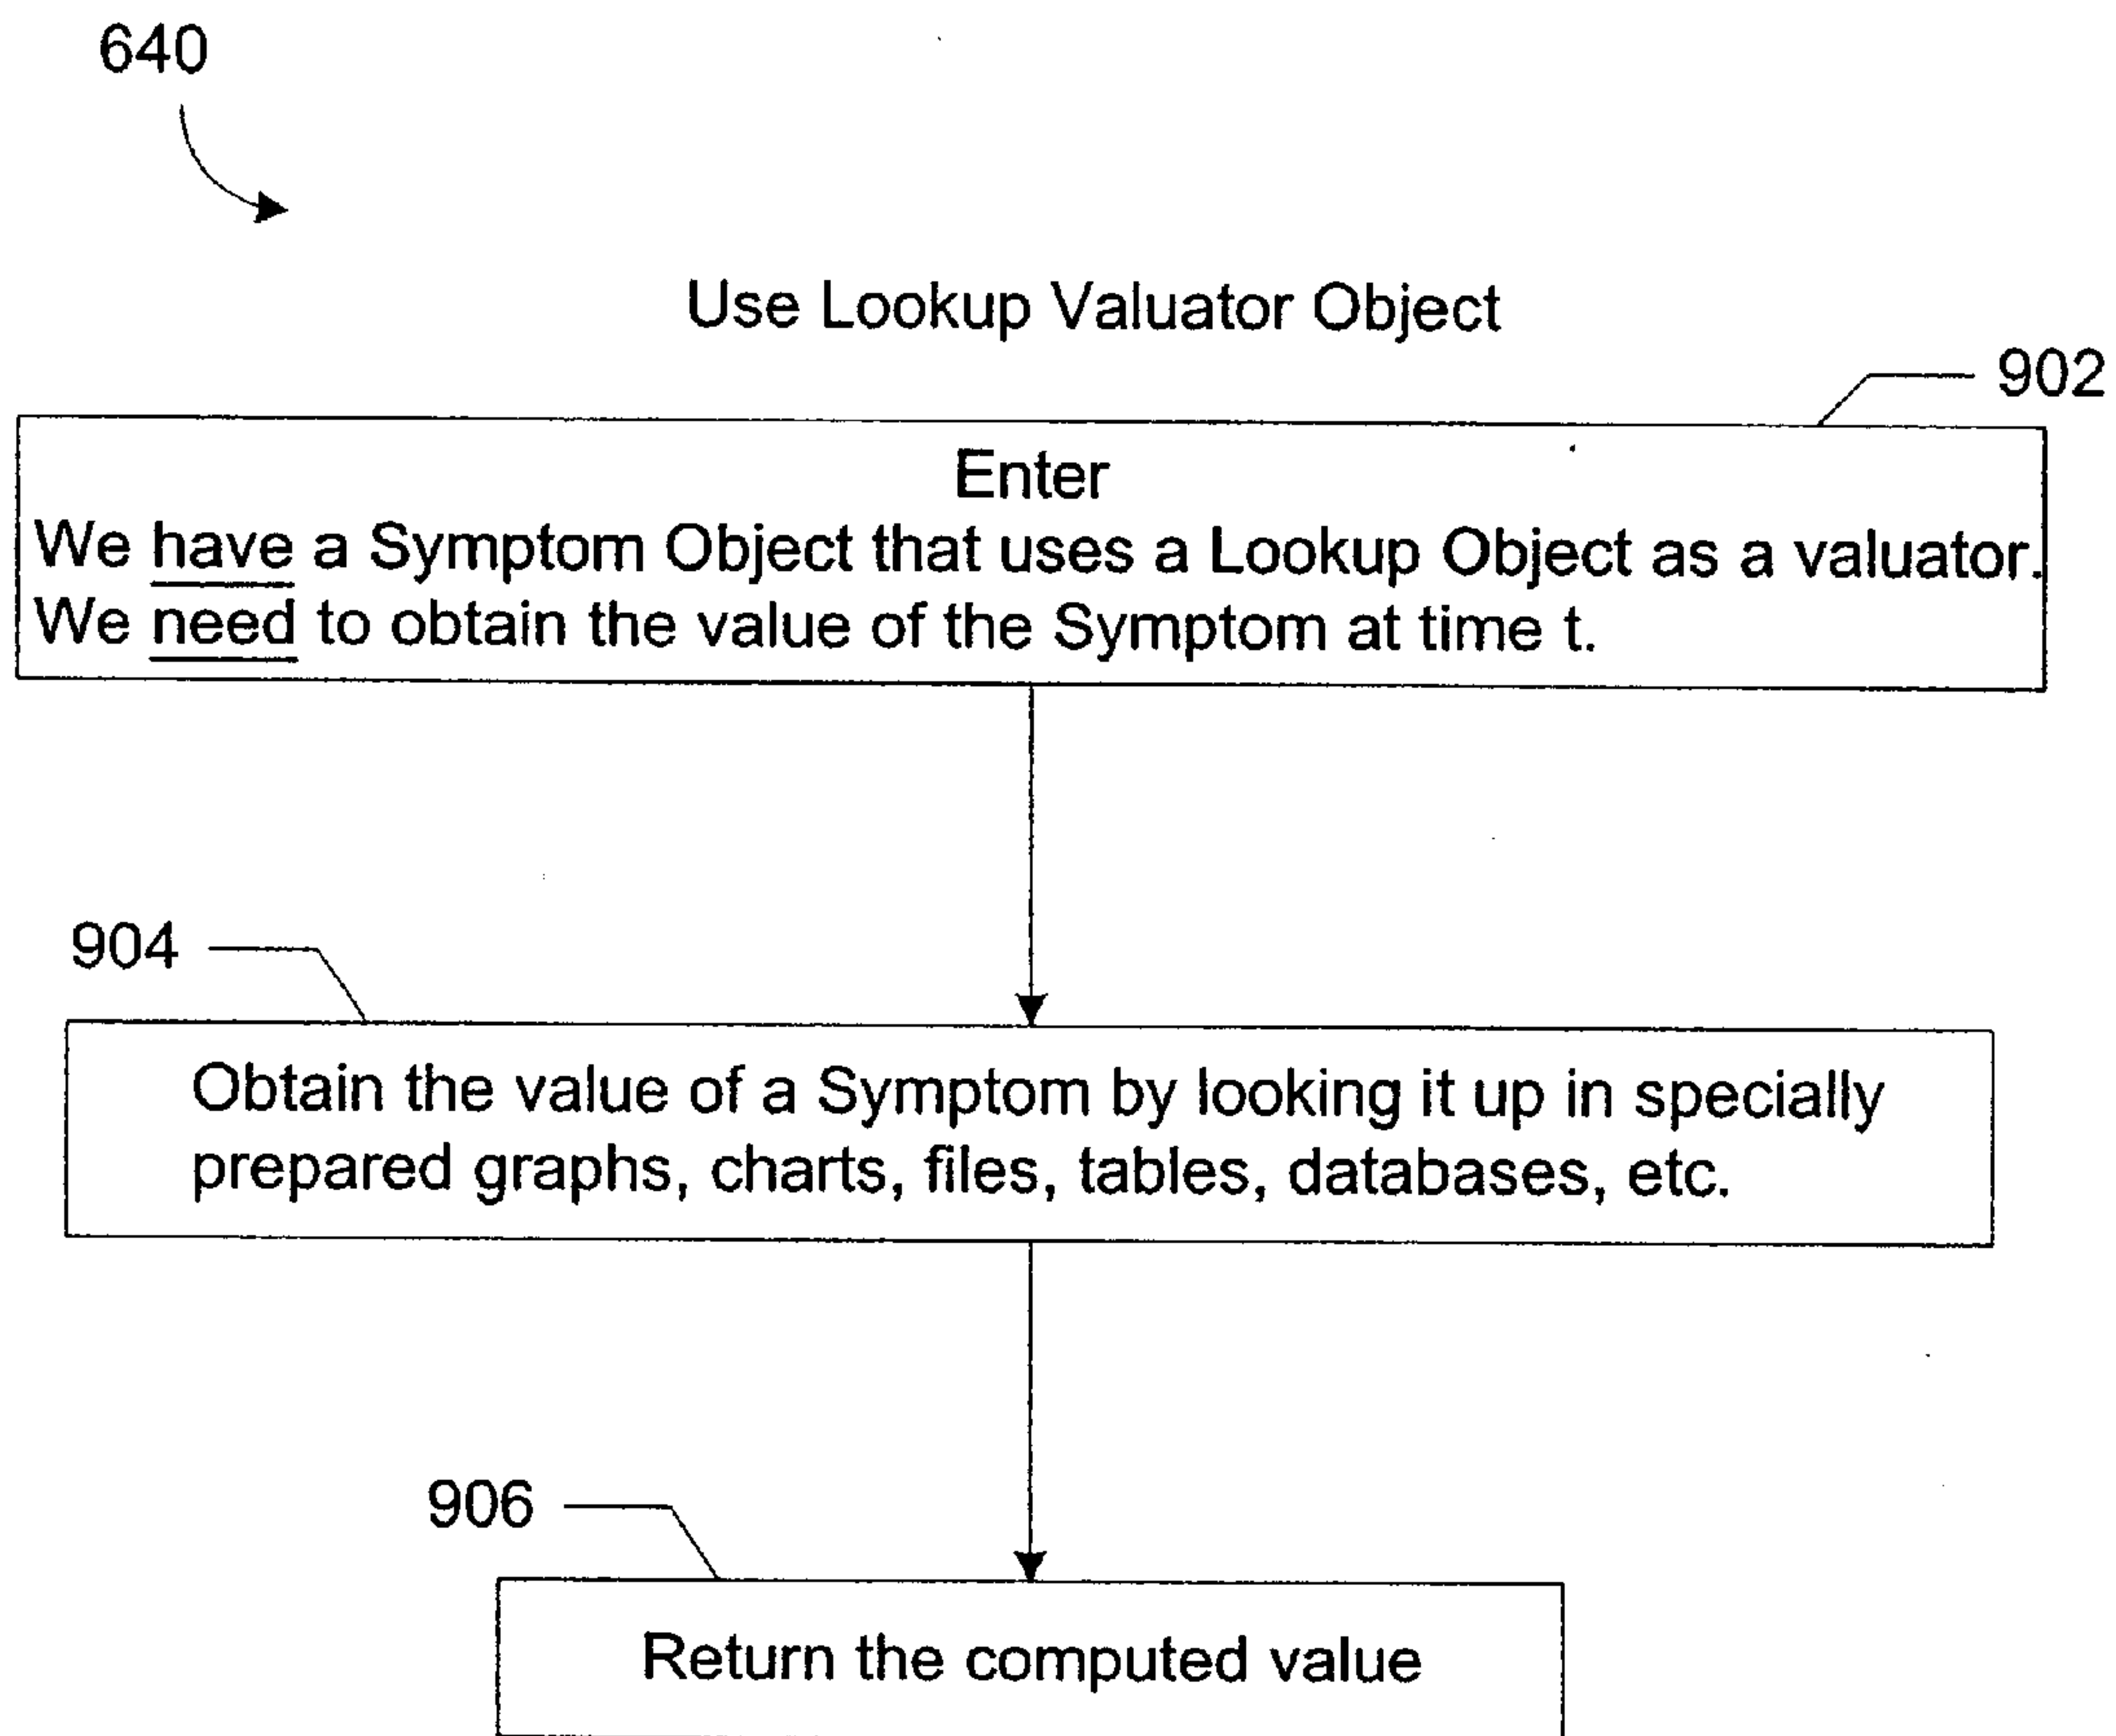 640
Use Lookup Valuator Object
902
Enter
We have a Symptom Object that uses a Lookup Object as a valuator.
We need to obtain the value of the Symptom at time t.
904
Obtain the value of a Symptom by looking it up in specially
prepared graphs, charts, files, tables, databases, etc.
906
Return the computed value